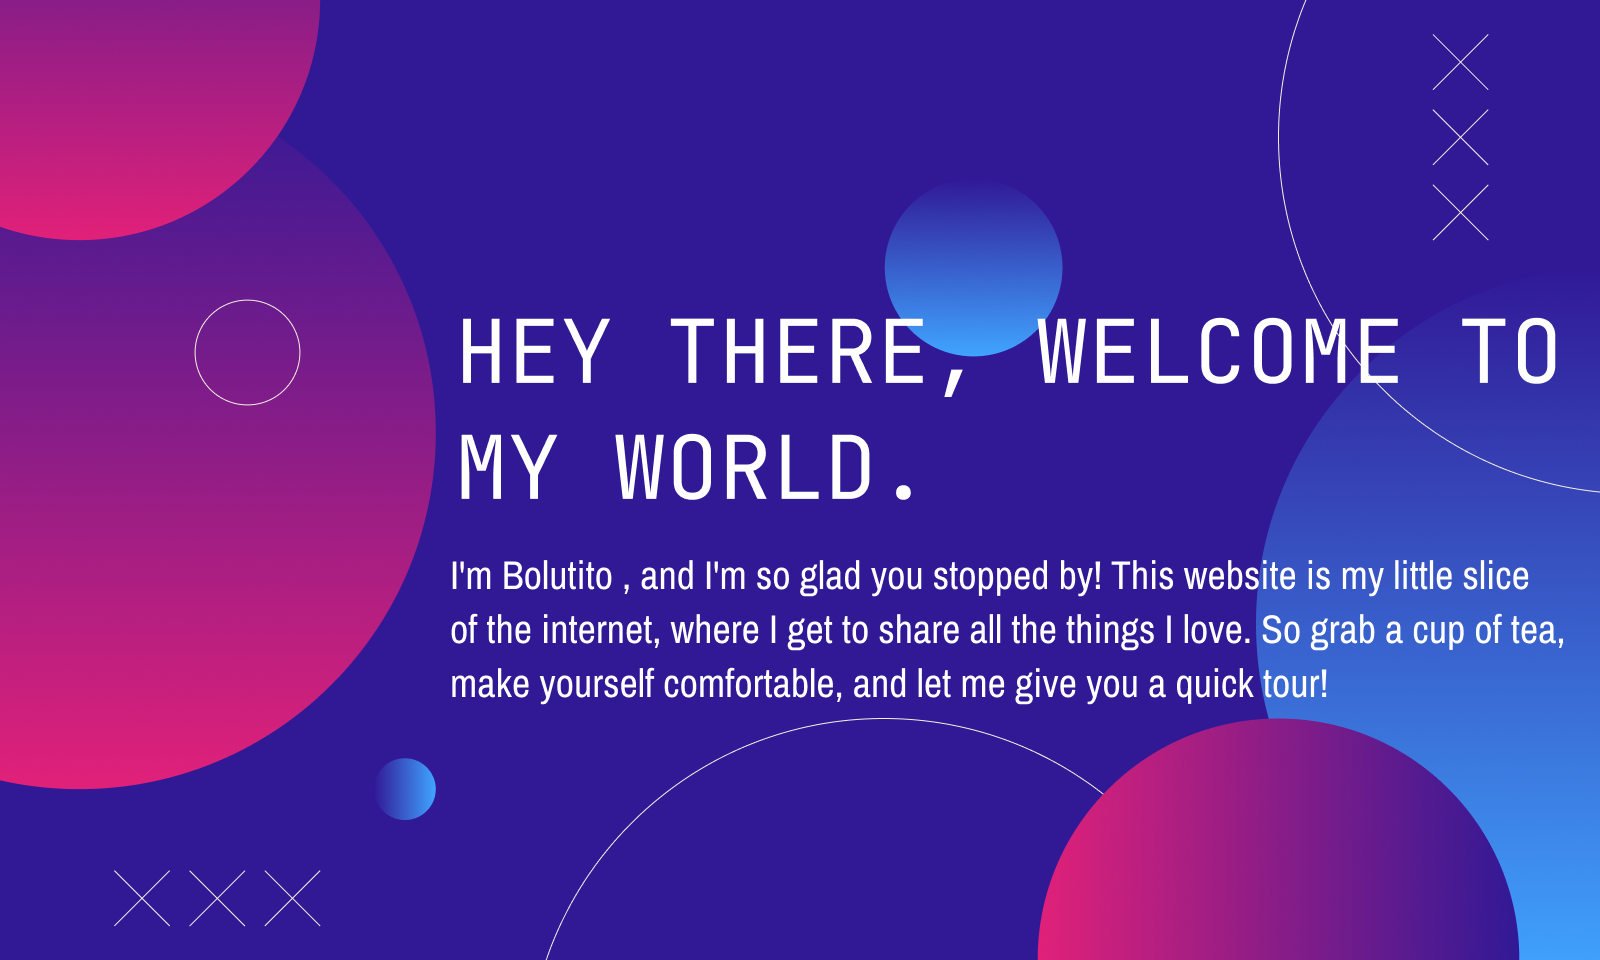 HEY THERE, WELCOME TO
MY WORLD.
I'm Bolutito , and I'm so glad you stopped by! This website is my little slice
of the internet, where I get to share all the things I love. So grab a cup of tea,
make yourself comfortable, and let me give you a quick tour!